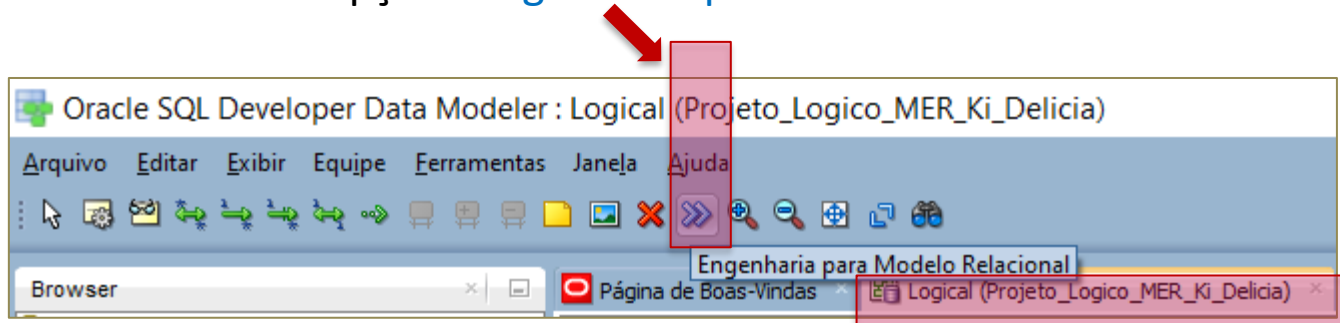 Oracle SQL Developer Data Modeler : Logical (Projeto_Logico_MER_Ki_Delicia)
Arquivo Editar Exibir Equipe Ferramentas Janela Ajuda
Engenharia para Modelo Relacional
Browser
Página de Boas-Vindas
Logical (Projeto_Logico_MER_Ki_Delicia)